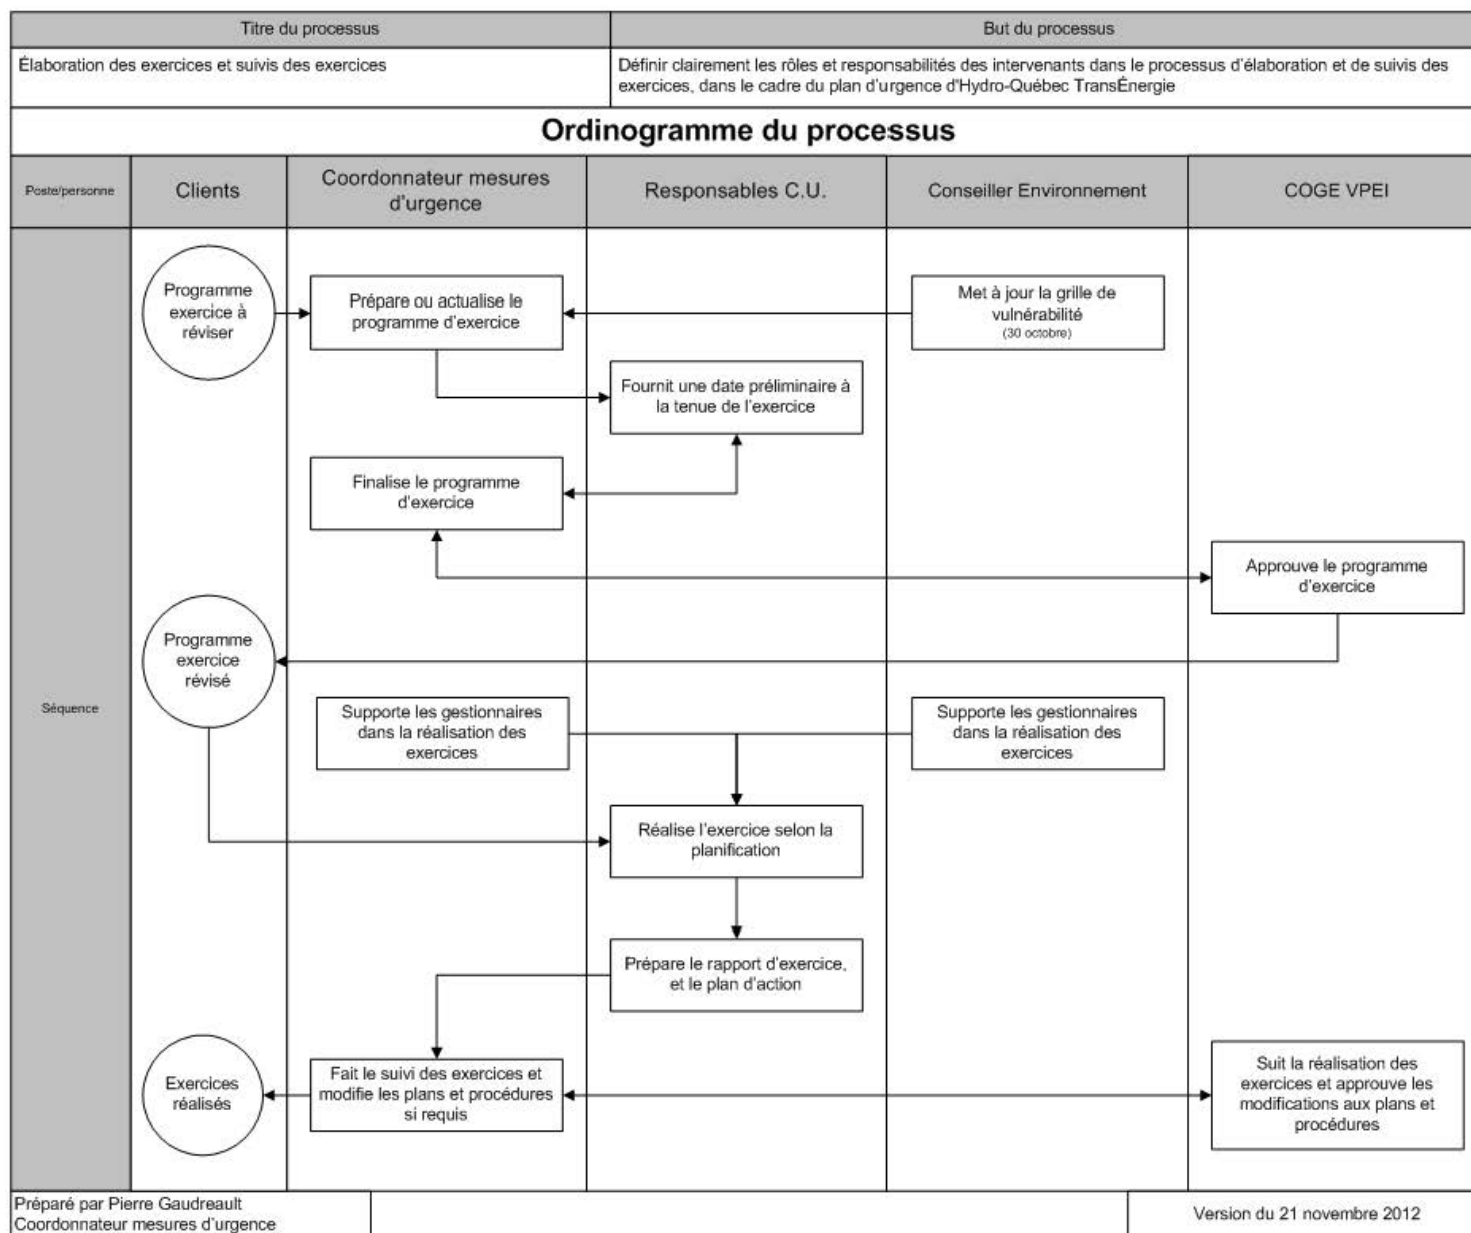 Titre du processus
But du processus
Élaboration des exercices et suivis des exercices
Définir clairement les rôles et responsabilités des intervenants dans le processus d'élaboration et de suivis des
exercices, dans le cadre du plan d'urgence d'Hydro-Québec TransÉnergie
Ordinogramme du processus
Poste/personne
Clients
Coordonnateur mesures
d'urgence
Responsables C.U.
Conseiller Environnement
COGE VPEI
Séquence
Programme
exercice à
réviser
Prépare ou actualise le
programme d'exercice
Met à jour la grille de
vulnérabilité
(30 octobre)
Fournit une date préliminaire à
la tenue de l'exercice
Finalise le programme
d'exercice
Approuve le programme
d'exercice
Programme
exercice
révisé
Supporte les gestionnaires
dans la réalisation des
exercices
Supporte les gestionnaires
dans la réalisation des
exercices
Réalise l'exercice selon la
planification
Prépare le rapport d'exercice,
et le plan d'action
Exercices
réalisés
Fait le suivi des exercices et
modifie les plans et procédures
si requis
Suit la réalisation des
exercices et approuve les
modifications aux plans et
procédures
Préparé par Pierre Gaudreault
Coordonnateur mesures d'urgence
Version du 21 novembre 2012